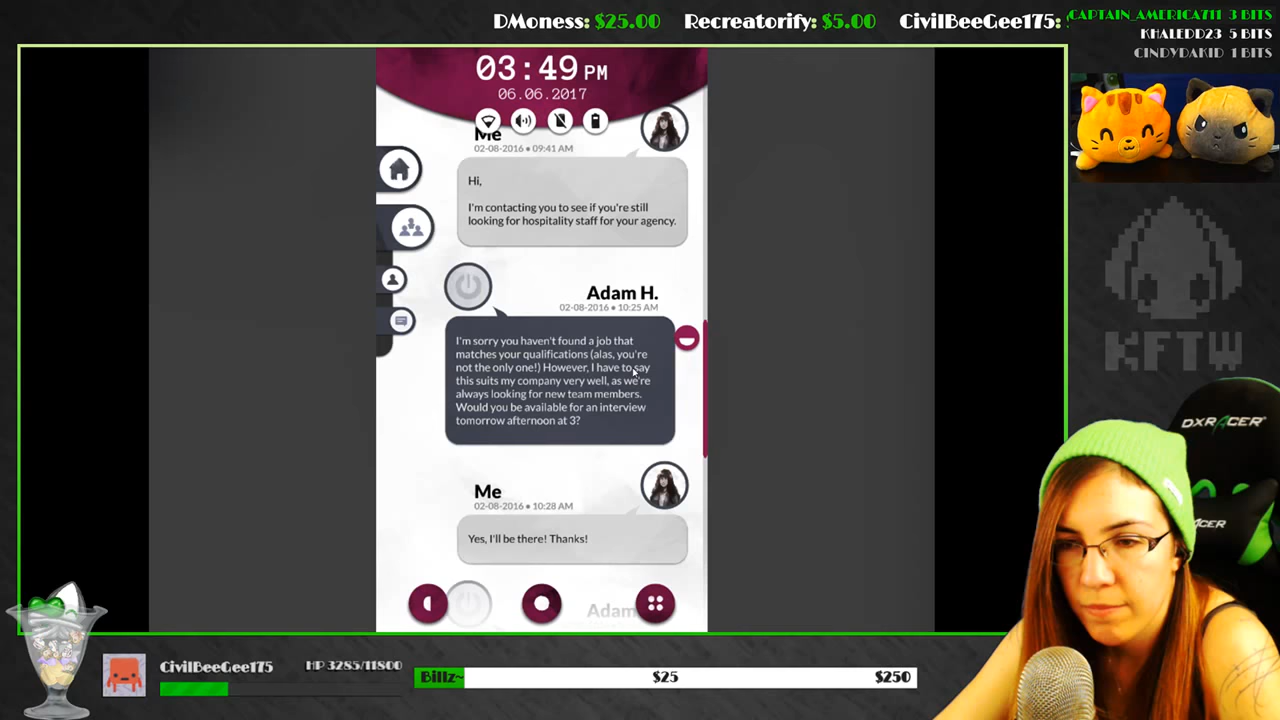 DMoness: $25.00 Recreatorify: $5.00 CivilBeeGee175:
CAPTAIN_AMERICA711 3 BITS
KHALEDD23 5 BITS
CINDYDAKID 1 BITS
03:49 PM
06.06.2017
Me
02-08-2016 • 09:41 AM
Hi,
I'm contacting you to see if you're still
looking for hospitality staff for your agency.
Adam H.
02-08-2016 • 10:25 AM
I'm sorry you haven't found a job that
matches your qualifications (alas, you're
not the only one!) However, I have to say
this suits my company very well, as we're
always looking for new team members.
Would you be available for an interview
tomorrow afternoon at 3?
Me
02-08-2016 • 10:28 AM
Yes, I'll be there! Thanks!
Adam
KFTW
DXRACER
CivilBeeGee175 HP 3285/11800
Billz~ $25 $250